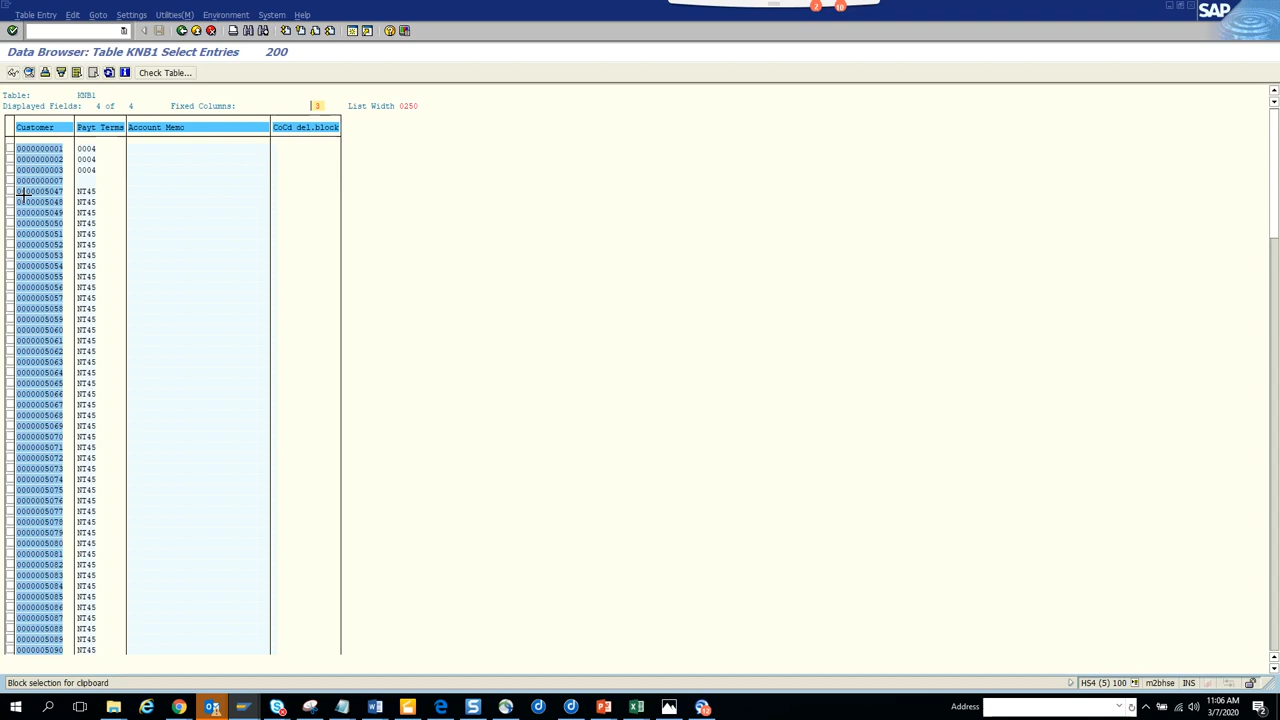 Table Entry Edit Goto Settings Utilities(M) Environment System Help
2 10
SAP
Data Browser: Table KNB1 Select Entries 200
Check Table...
Table: KNB1
Displayed Fields: 4 of 4 Fixed Columns: 3 List Width 0250
Customer Payt Terms Account Memo CoCd del.block
0000000001 0004
0000000002 0004
0000000003 0004
0000000007
0000005047 NT45
0000005048 NT45
0000005049 NT45
0000005050 NT45
0000005051 NT45
0000005052 NT45
0000005053 NT45
0000005054 NT45
0000005055 NT45
0000005056 NT45
0000005057 NT45
0000005058 NT45
0000005059 NT45
0000005060 NT45
0000005061 NT45
0000005062 NT45
0000005063 NT45
0000005064 NT45
0000005065 NT45
0000005066 NT45
0000005067 NT45
0000005068 NT45
0000005069 NT45
0000005070 NT45
0000005071 NT45
0000005072 NT45
0000005073 NT45
0000005074 NT45
0000005075 NT45
0000005076 NT45
0000005077 NT45
0000005078 NT45
0000005079 NT45
0000005080 NT45
0000005081 NT45
0000005082 NT45
0000005083 NT45
0000005084 NT45
0000005085 NT45
0000005086 NT45
0000005087 NT45
0000005088 NT45
0000005089 NT45
0000005090 NT45
Block selection for clipboard HS4 (5) 100 m2bhse INS
Address 11:06 AM
3/7/2020